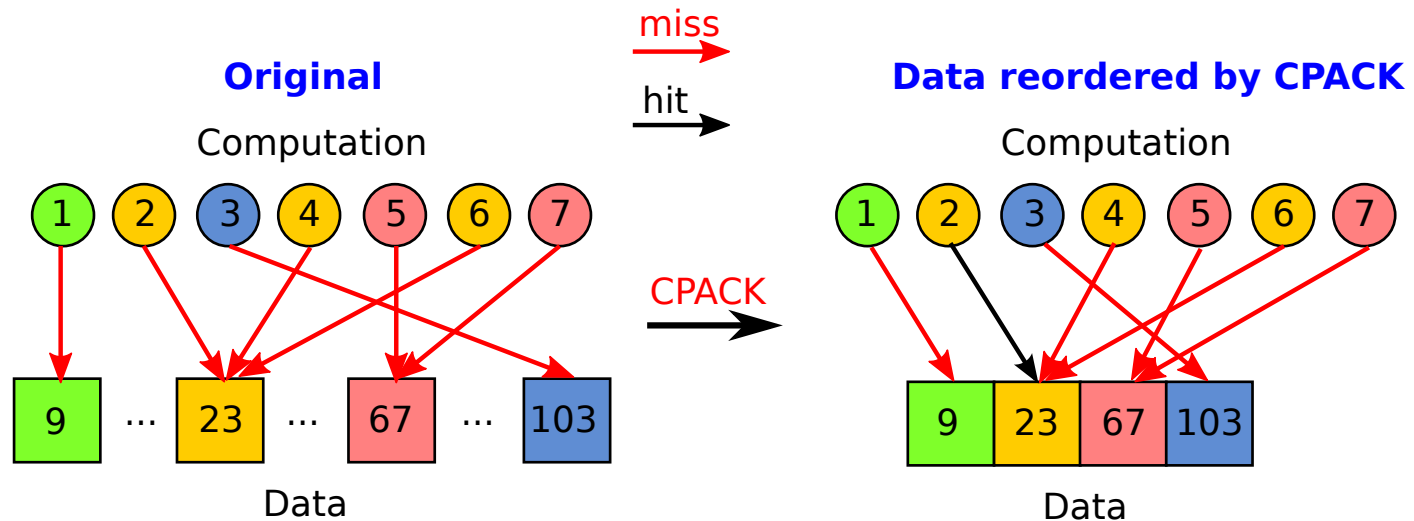 miss
Original
Data reordered by CPACK
hit
Computation
Computation
1 2 3 4 5 6 7
1 2 3 4 5 6 7
CPACK
9 ... 23 ... 67 ... 103
9 23 67 103
Data
Data